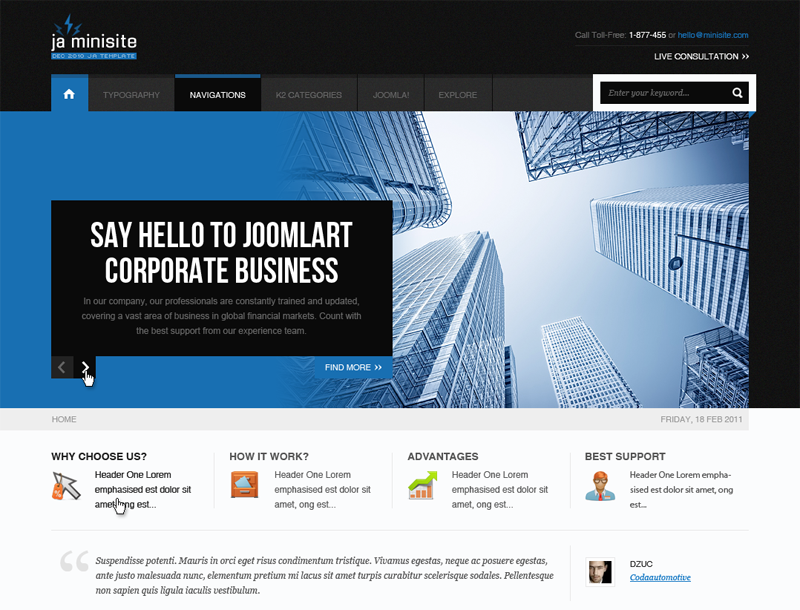 ja minisite
DEC 2010 JA TEMPLATE
Call Toll-Free: 1-877-455 or hello@minisite.com
LIVE CONSULTATION »
TYPOGRAPHY
NAVIGATIONS
K2 CATEGORIES
JOOMLA!
EXPLORE
Enter your keyword...
SAY HELLO TO JOOMLART
CORPORATE BUSINESS
In our company, our professionals are constantly trained and updated,
covering a vast area of business in global financial markets. Count with
the best support from our experience team.
FIND MORE »
HOME
FRIDAY, 18 FEB 2011
WHY CHOOSE US?
Header One Lorem
emphasised est dolor sit
amet, ong est...
HOW IT WORK?
Header One Lorem
emphasised est dolor sit
amet, ong est...
ADVANTAGES
Header One Lorem
emphasised est dolor sit
amet, ong est...
BEST SUPPORT
Header One Lorem empha-
sised est dolor sit amet, ong
est...
“ Suspendisse potenti. Mauris in orci eget risus condimentum tristique. Vivamus egestas, neque ac posuere egestas,
ante justo malesuada nunc, elementum pretium mi lacus sit amet turpis curabitur scelerisque sodales. Pellentesque
non sapien quis ligula iaculis vestibulum.
DZUC
Codaautomotive